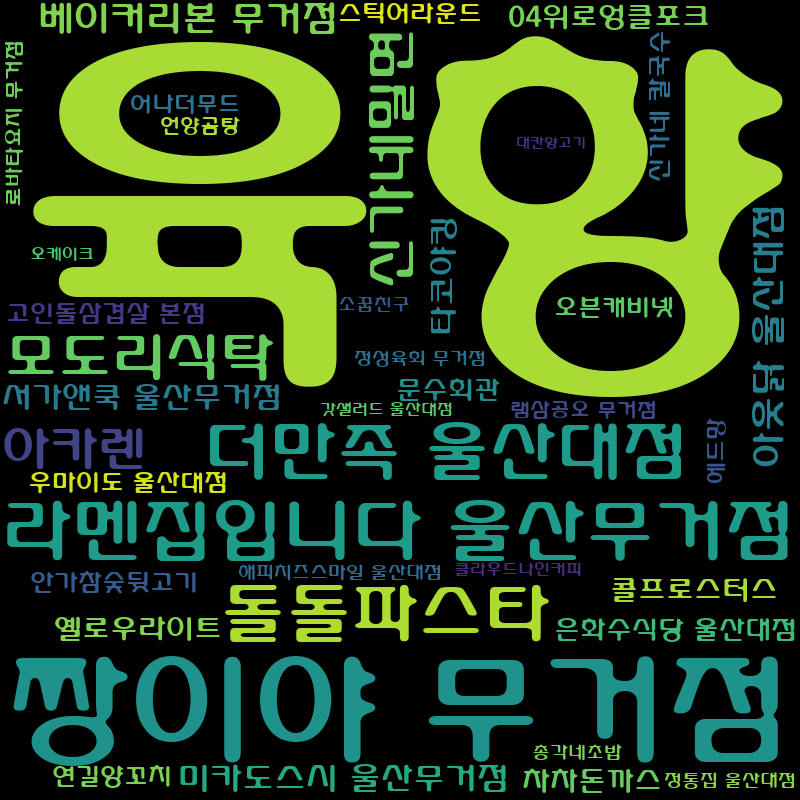 베이커리본 무거점
스틱어라운드
04위로엉클포크
로바타요지 무거점
육양
어나더무드
언양곰탕
신가네밀면
대칸양고기
신가네 칼국수
오케이크
타코야킹
아웃닭 울산대점
고인돌삼겹살 본점
소꿉친구
오븐캐비넷
모도리식탁
정성육회 무거점
서가앤쿡 울산무거점
문수회관
갓샐러드 울산대점
램삼공오 무거점
아카렌
더만족 울산대점
에드망
우마이도 울산대점
라멘집입니다 울산무거점
안가참숯뒷고기
해피치즈스마일 울산대점
클라우드나인커피
돌돌파스타
콜프로스터스
옐로우라이트
은화수식당 울산대점
짱이야 무거점
총각네초밥
연길양꼬치
미카도스시 울산무거점
차차돈까스
정통집 울산대점